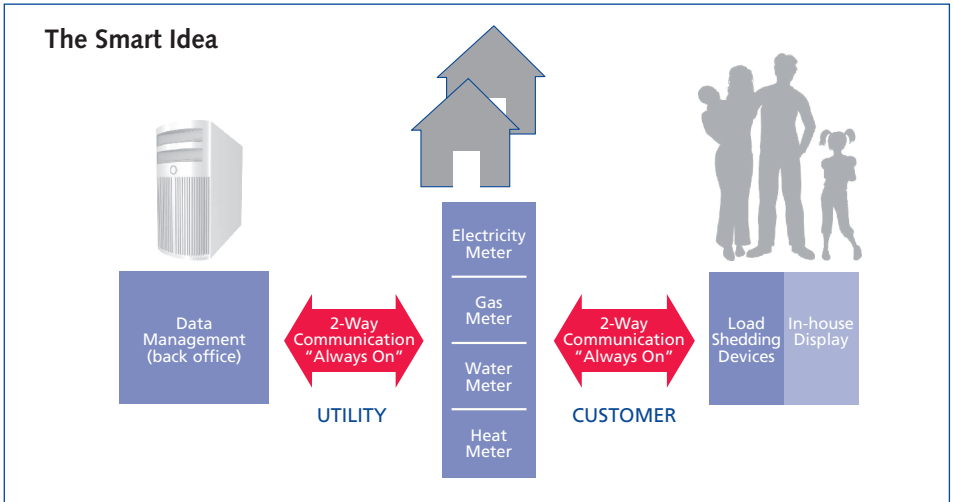 The Smart Idea
Data
Management
(back office)
2-Way
Communication
“Always On”
UTILITY
Electricity
Meter
Gas
Meter
Water
Meter
Heat
Meter
2-Way
Communication
“Always On”
CUSTOMER
Load
Shedding
Devices
In-house
Display